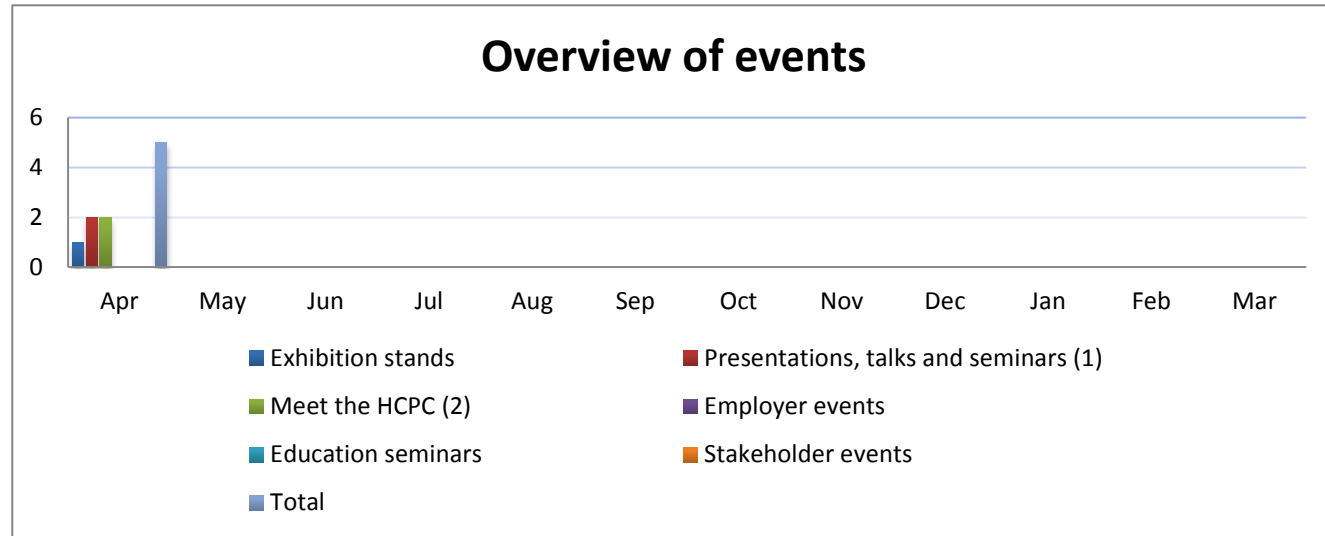 Overview of events
6
4
2
0
Apr May Jun Jul Aug Sep Oct Nov Dec Jan Feb Mar
Exhibition stands Presentations, talks and seminars (1)
Meet the HCPC (2) Employer events
Education seminars Stakeholder events
Total